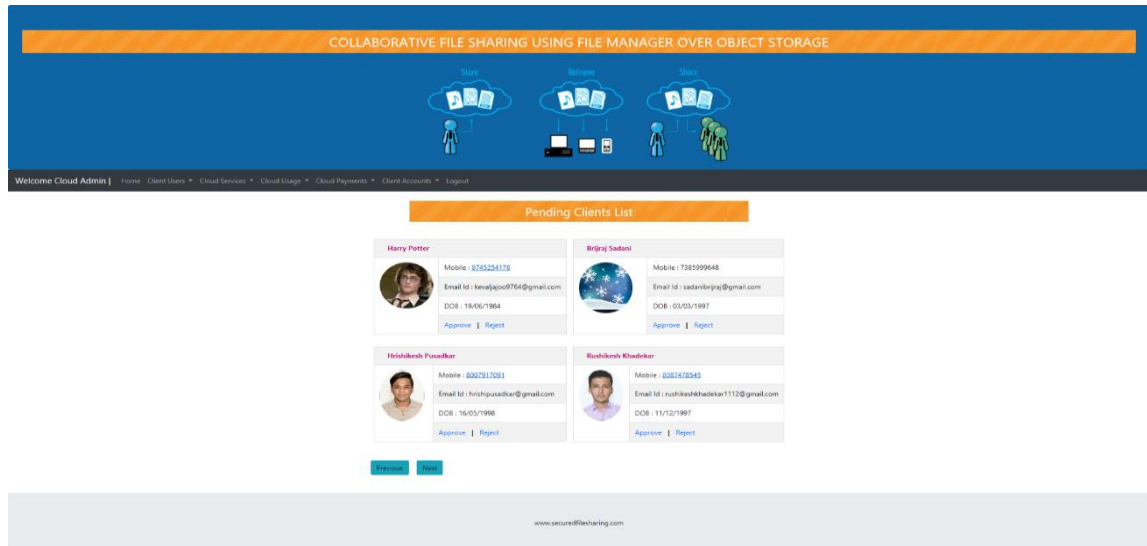 COLLABORATIVE FILE SHARING USING FILE MANAGER OVER OBJECT STORAGE
Store Retrieve Share
Welcome Cloud Admin | Home Client Users Cloud Services Cloud Usage Cloud Payments Client Accounts Logout
Pending Clients List
Harry Potter
Mobile : 8745254178
Email Id : kevaljajoo9764@gmail.com
DOB : 19/06/1984
Approve | Reject
Brijraj Sadani
Mobile : 7385999648
Email Id : sadanibrijraj@gmail.com
DOB : 03/03/1997
Approve | Reject
Hrishikesh Pusadkar
Mobile : 8007917091
Email Id : hrishipusadkar@gmail.com
DOB : 16/05/1998
Approve | Reject
Rushikesh Khadekar
Mobile : 8087478545
Email Id : rushikeshkhadekar1112@gmail.com
DOB : 11/12/1997
Approve | Reject
Previous Next
www.securedfilesharing.com